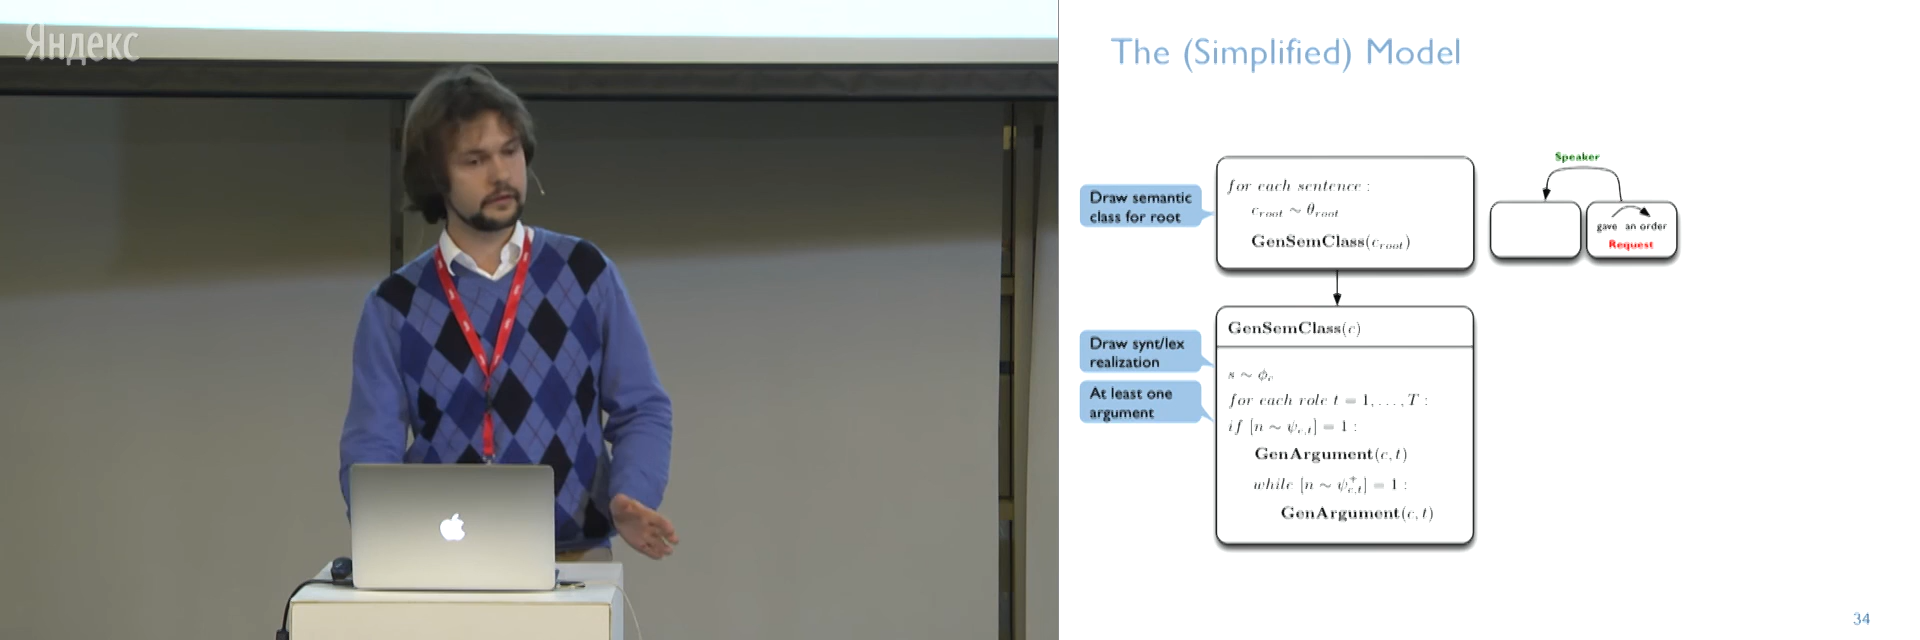 Яндекс
The (Simplified) Model
Draw semantic
class for root
for each sentence :
c_root ~ θ_root
GenSemClass(c_root)
Speaker
gave an order
Request
Draw synt/lex
realization
At least one
argument
GenSemClass(c)
s ~ ϕ_c
for each role t = 1, . . . , T :
if [n ~ ψ_c,t] = 1 :
GenArgument(c, t)
while [n ~ ψ⁺_c,t] = 1 :
GenArgument(c, t)
34